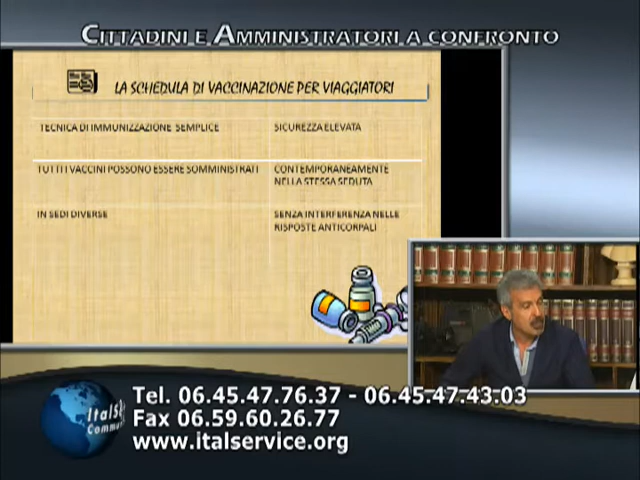 CITTADINI E AMMINISTRATORI A CONFRONTO
LA SCHEDULA DI VACCINAZIONE PER VIAGGIATORI
TECNICA DI IMMUNIZZAZIONE SEMPLICE
SICUREZZA ELEVATA
TUTTI I VACCINI POSSONO ESSERE SOMMINISTRATI
CONTEMPORANEAMENTE
NELLA STESSA SEDUTA
IN SEDI DIVERSE
SENZA INTERFERENZA NELLE
RISPOSTE ANTICORPALI
Tel. 06.45.47.76.37 - 06.45.47.43.03
Fax 06.59.60.26.77
www.italservice.org